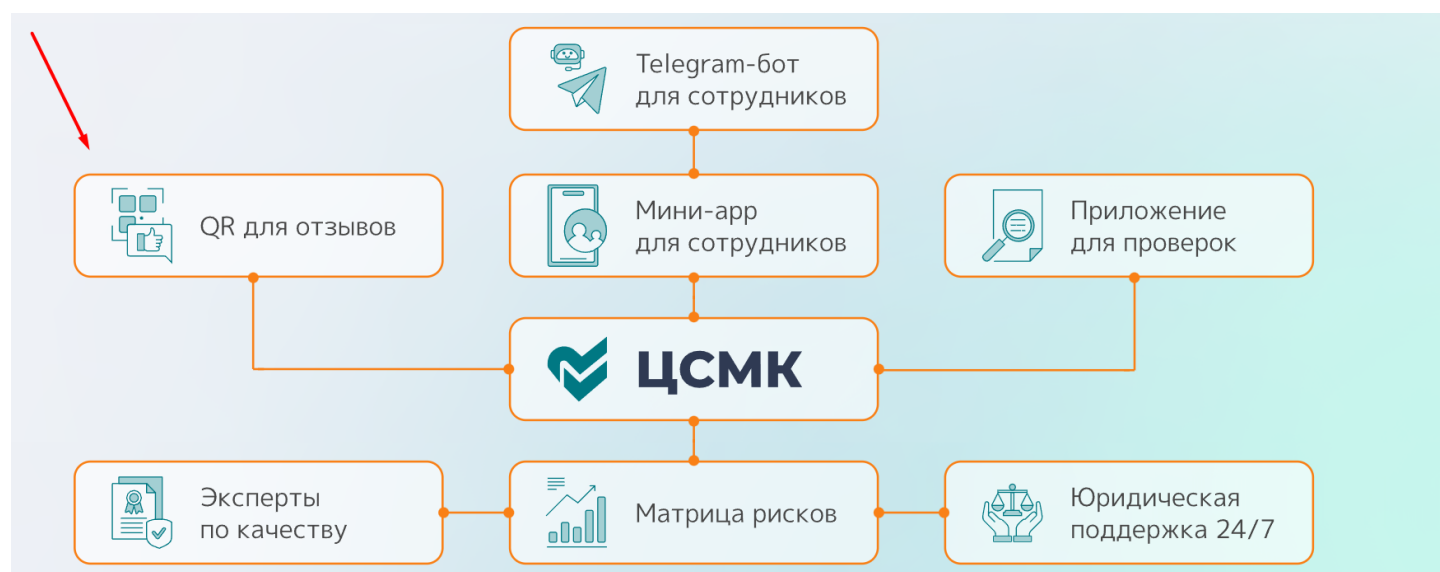 Telegram-бот
для сотрудников
QR для отзывов
Мини-app
для сотрудников
Приложение
для проверок
ЦСМК
Эксперты
по качеству
Матрица рисков
Юридическая
поддержка 24/7